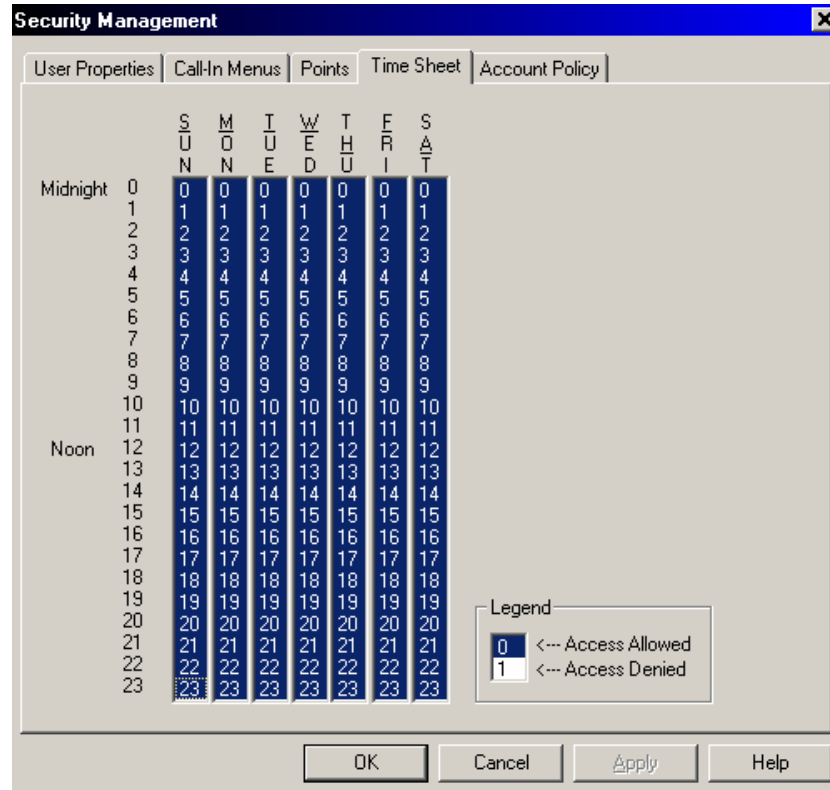 Security Management
User Properties Call-In Menus Points Time Sheet Account Policy
S M T W T F S
U O U E H R A
N N E D U I T
Midnight 0 0 0 0 0 0 0 0
1 1 1 1 1 1 1 1
2 2 2 2 2 2 2 2
3 3 3 3 3 3 3 3
4 4 4 4 4 4 4 4
5 5 5 5 5 5 5 5
6 6 6 6 6 6 6 6
7 7 7 7 7 7 7 7
8 8 8 8 8 8 8 8
9 9 9 9 9 9 9 9
10 10 10 10 10 10 10 10
11 11 11 11 11 11 11 11
Noon 12 12 12 12 12 12 12 12
13 13 13 13 13 13 13 13
14 14 14 14 14 14 14 14
15 15 15 15 15 15 15 15
16 16 16 16 16 16 16 16
17 17 17 17 17 17 17 17
18 18 18 18 18 18 18 18
19 19 19 19 19 19 19 19
20 20 20 20 20 20 20 20
21 21 21 21 21 21 21 21
22 22 22 22 22 22 22 22
23 23 23 23 23 23 23 23
Legend
0 <--- Access Allowed
1 <--- Access Denied
OK Cancel Apply Help